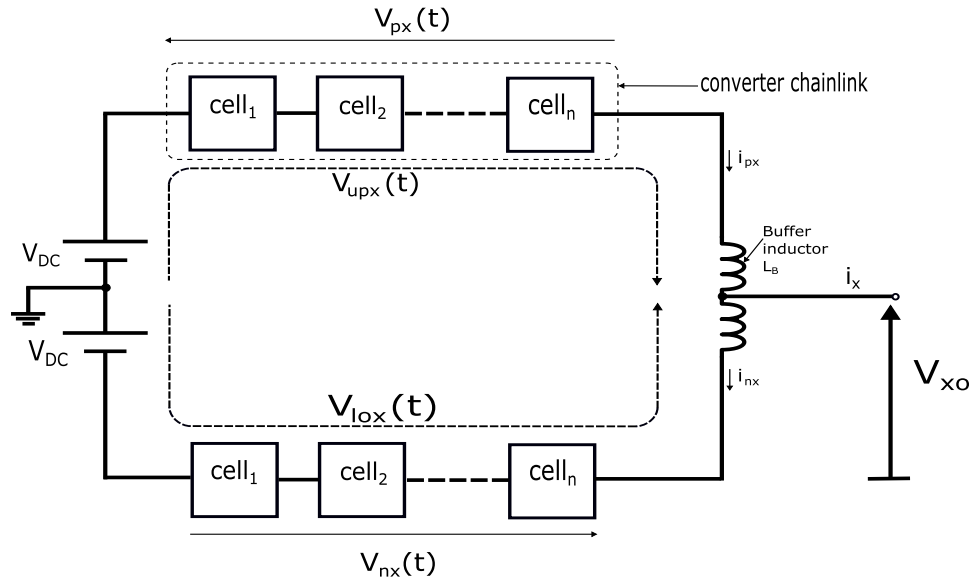 Vpx(t)
cell1 cell2 celln
converter chainlink
Vupx(t)
ipx
VDC
Buffer
inductor
LB
ix
VDC
Vxo
inx
Vlox(t)
cell1 cell2 celln
Vnx(t)